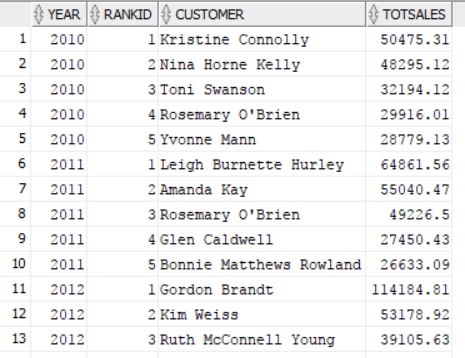 YEAR RANKID CUSTOMER TOTSALES
1 2010 1 Kristine Connolly 50475.31
2 2010 2 Nina Horne Kelly 48295.12
3 2010 3 Toni Swanson 32194.12
4 2010 4 Rosemary O'Brien 29916.01
5 2010 5 Yvonne Mann 28779.13
6 2011 1 Leigh Burnette Hurley 64861.56
7 2011 2 Amanda Kay 55040.47
8 2011 3 Rosemary O'Brien 49226.5
9 2011 4 Glen Caldwell 27450.43
10 2011 5 Bonnie Matthews Rowland 26633.09
11 2012 1 Gordon Brandt 114184.81
12 2012 2 Kim Weiss 53178.92
13 2012 3 Ruth McConnell Young 39105.63